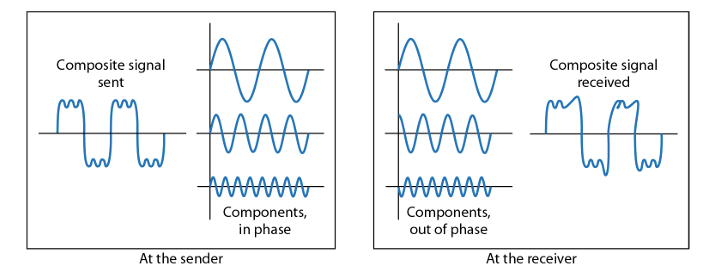 Composite signal
sent
Components,
in phase
At the sender
Composite signal
received
Components,
out of phase
At the receiver